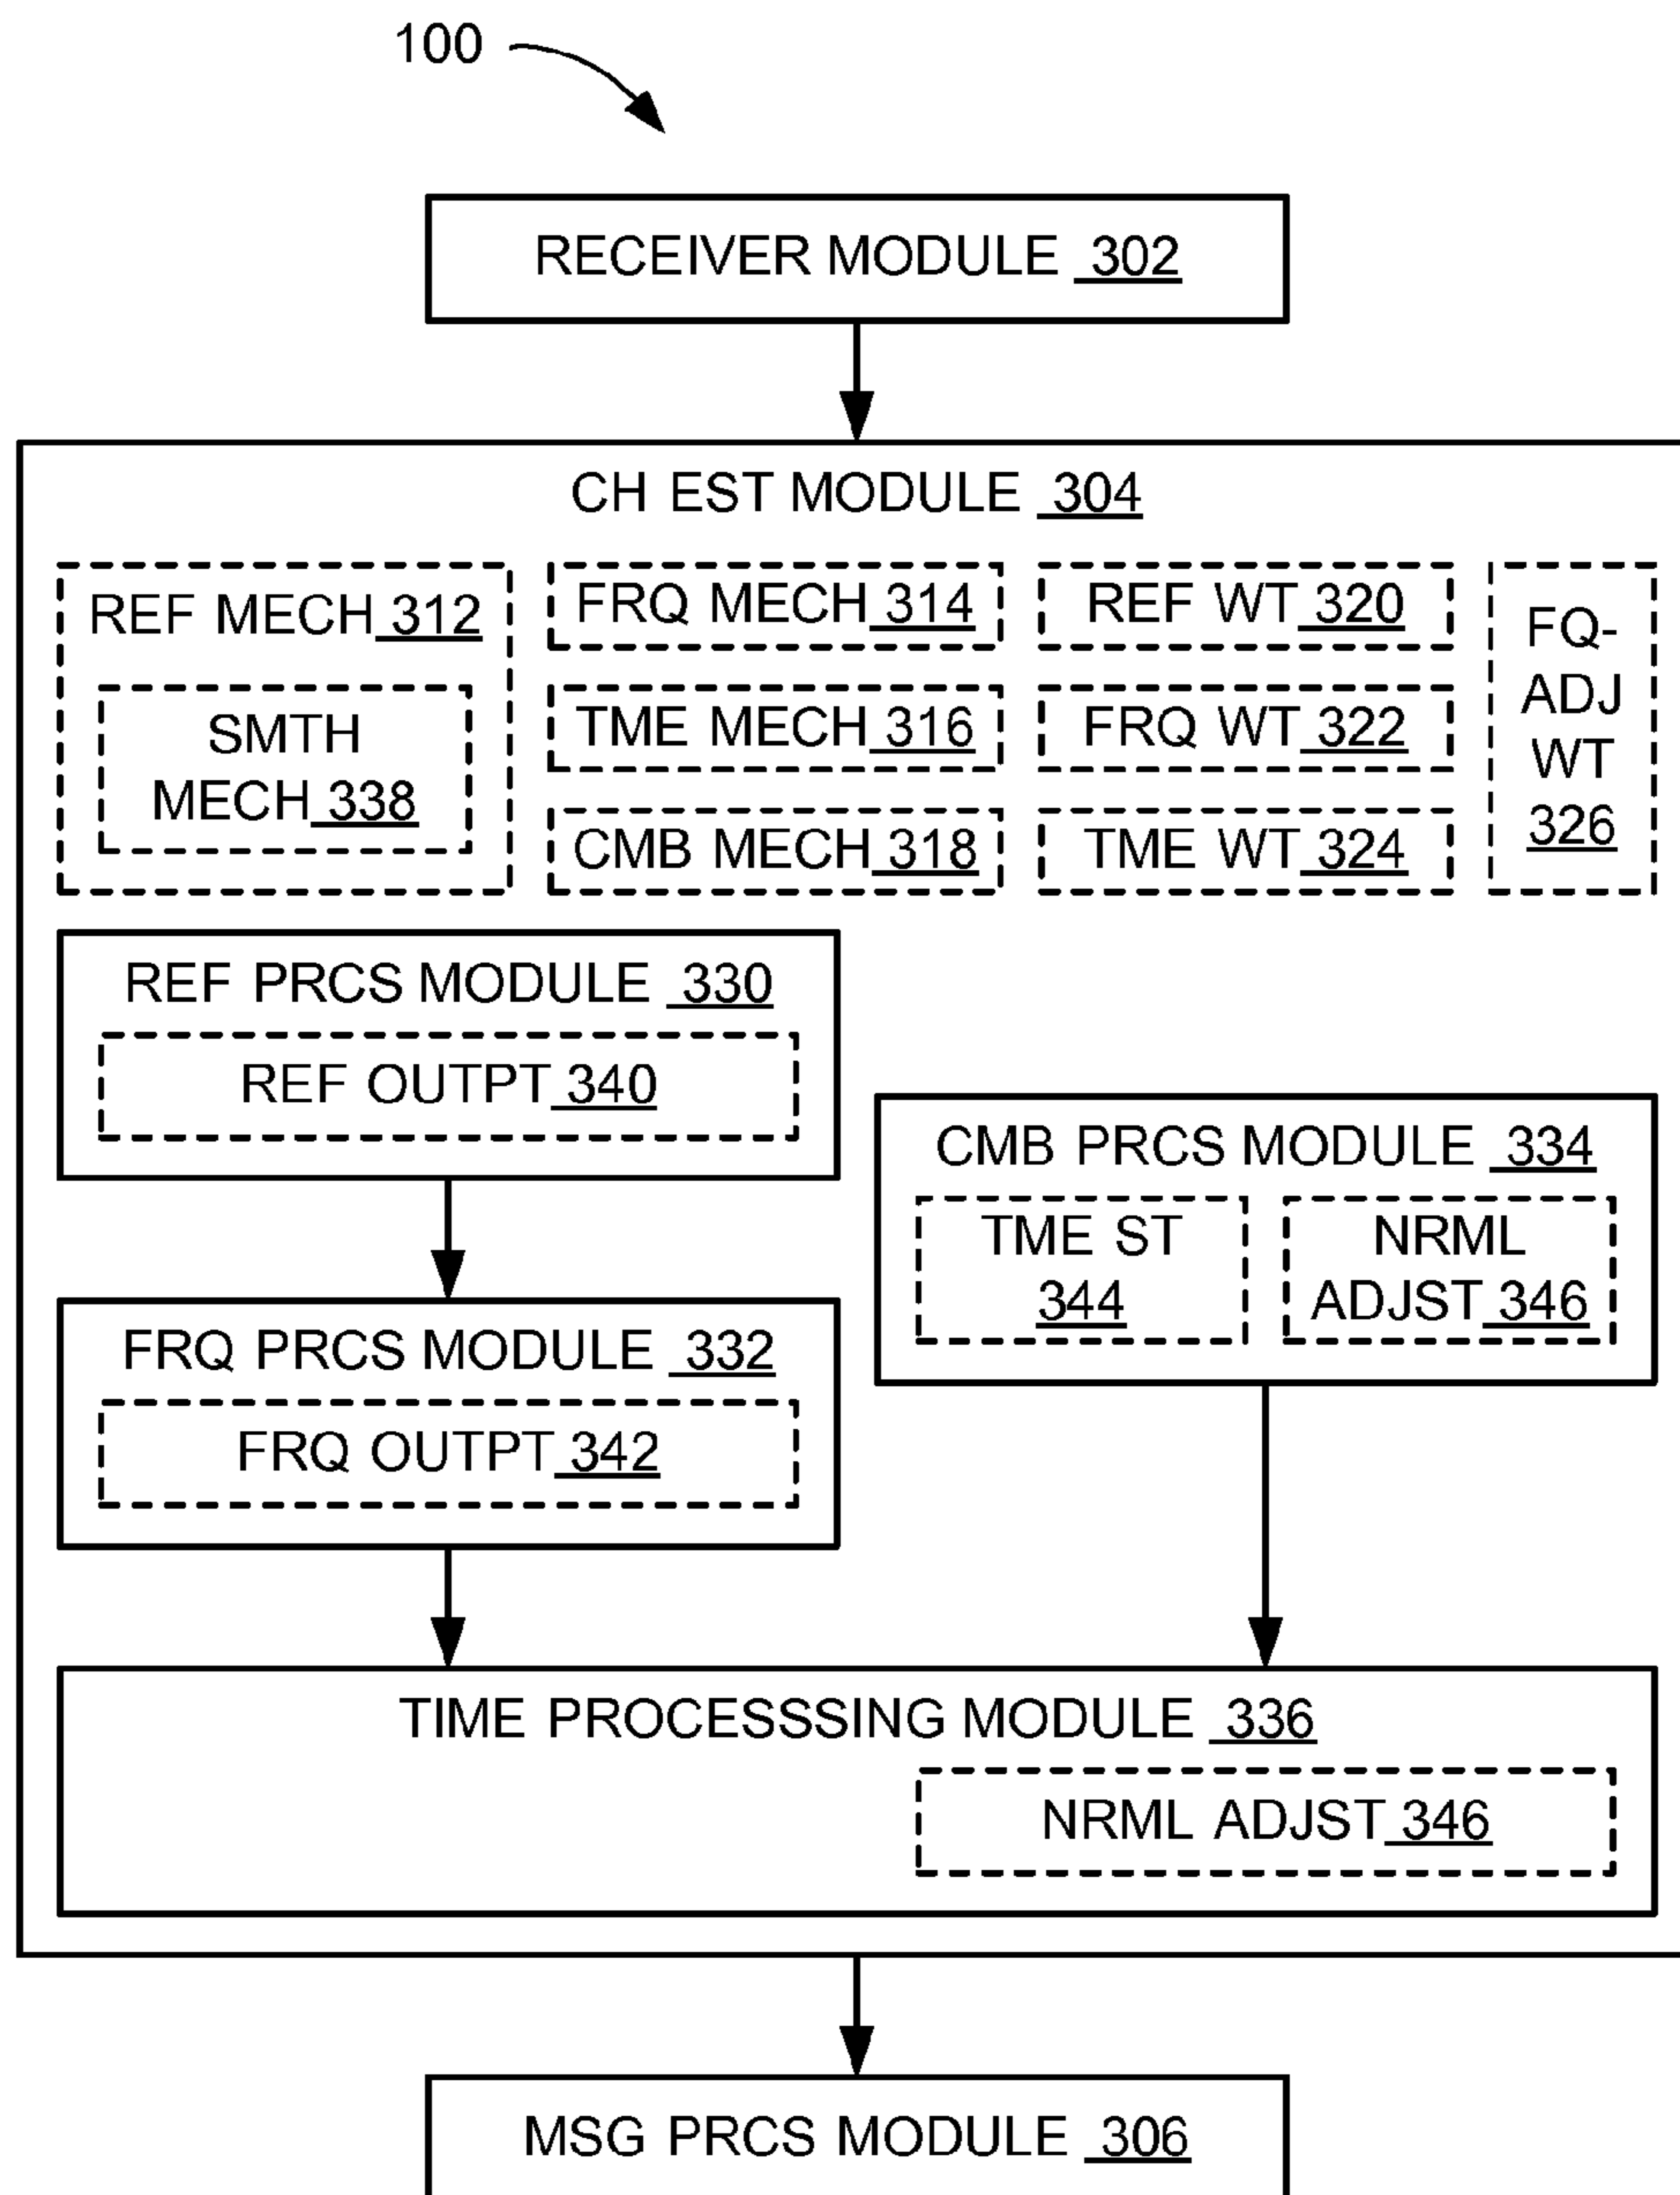 100
RECEIVER MODULE 302
CH EST MODULE 304
REF MECH 312
SMTH
MECH 338
FRQ MECH 314
TME MECH 316
CMB MECH 318
REF WT 320
FRQ WT 322
TME WT 324
FQ-
ADJ
WT
326
REF PRCS MODULE 330
REF OUTPT 340
FRQ PRCS MODULE 332
FRQ OUTPT 342
CMB PRCS MODULE 334
TME ST
344
NRML
ADJST 346
TIME PROCESSSING MODULE 336
NRML ADJST 346
MSG PRCS MODULE 306